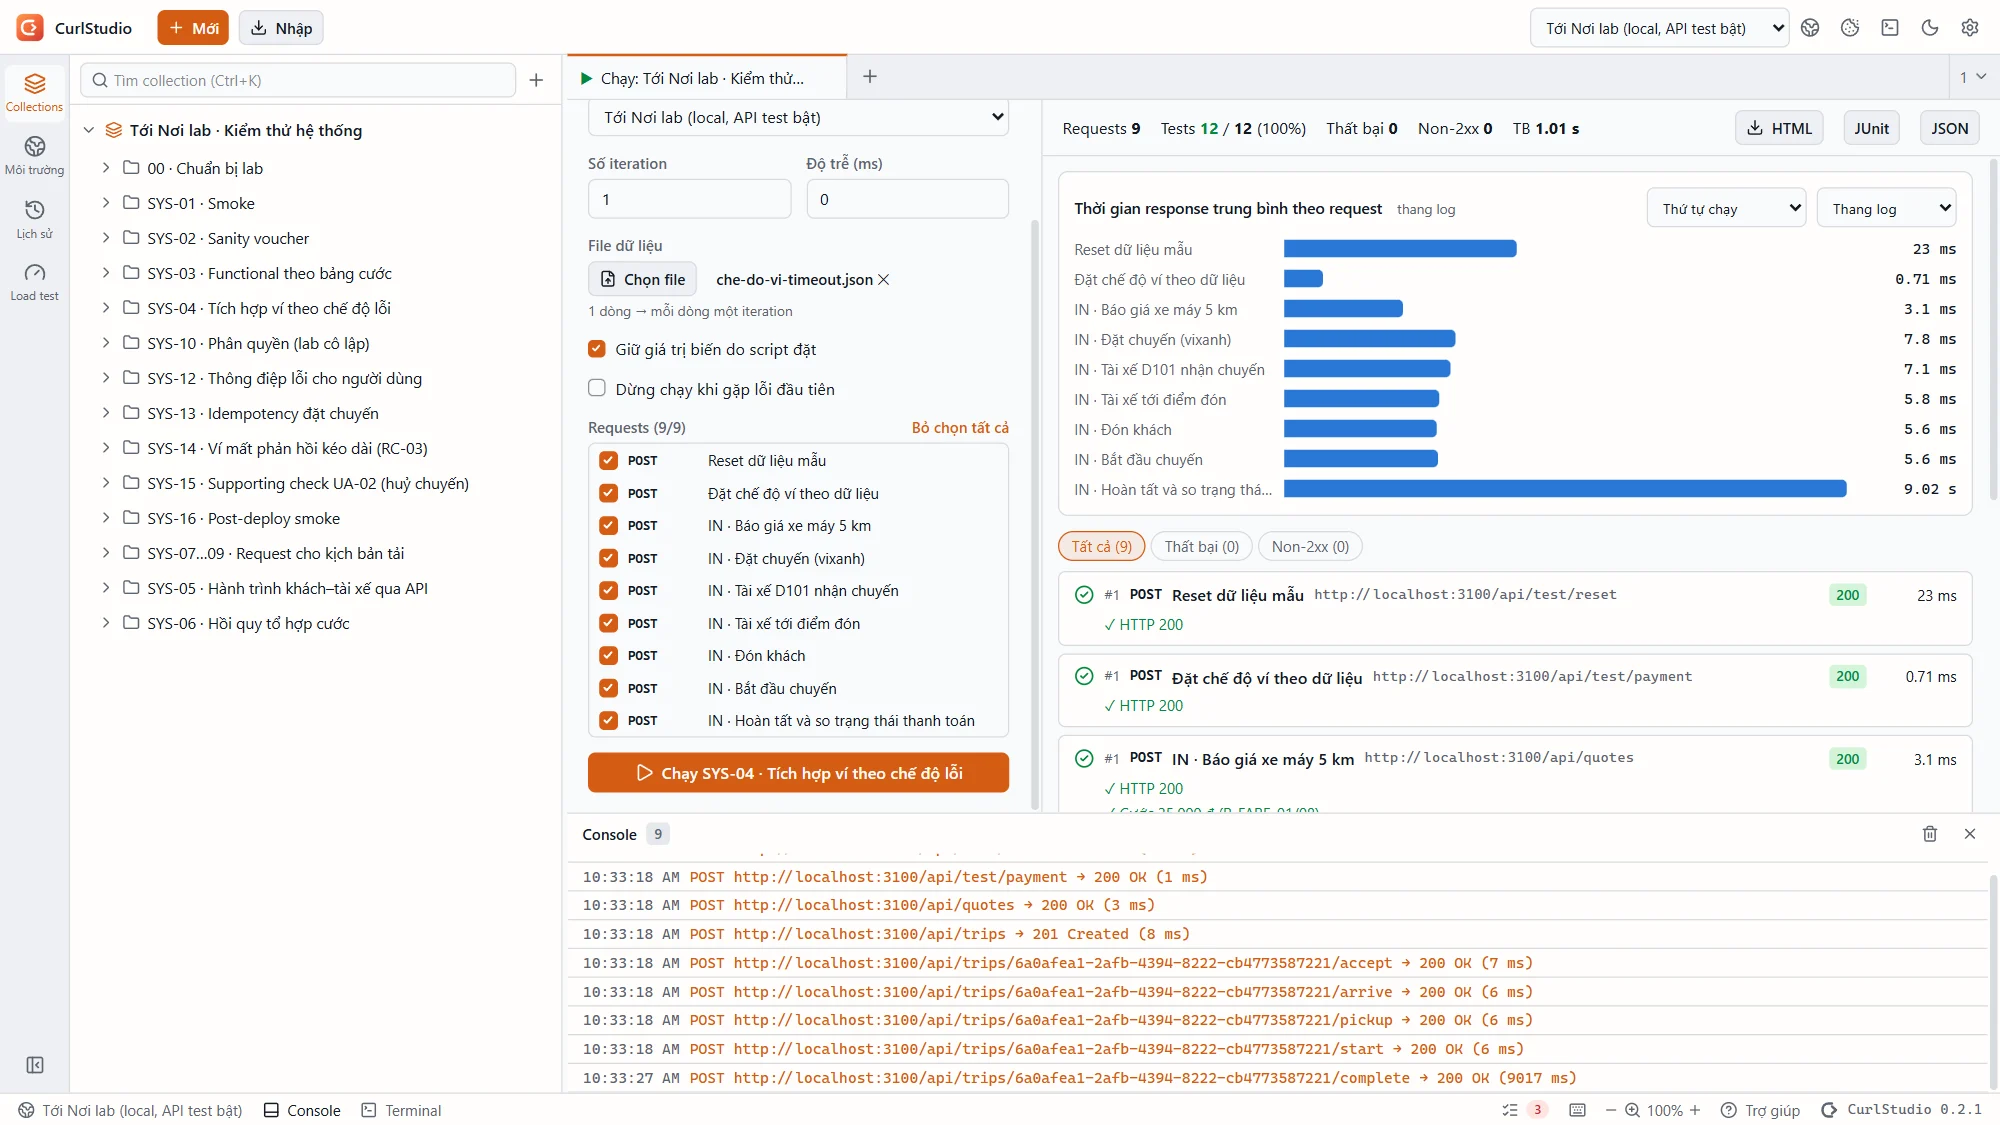 CurlStudio
Mới
Nhập
Tới Nơi lab (local, API test bật)
Collections
Môi trường
Lịch sử
Load test
Tìm collection (Ctrl+K)
Tới Nơi lab · Kiểm thử hệ thống
00 · Chuẩn bị lab
SYS-01 · Smoke
SYS-02 · Sanity voucher
SYS-03 · Functional theo bảng cước
SYS-04 · Tích hợp ví theo chế độ lỗi
SYS-10 · Phân quyền (lab cô lập)
SYS-12 · Thông điệp lỗi cho người dùng
SYS-13 · Idempotency đặt chuyến
SYS-14 · Ví mất phản hồi kéo dài (RC-03)
SYS-15 · Supporting check UA-02 (huỷ chuyến)
SYS-16 · Post-deploy smoke
SYS-07…09 · Request cho kịch bản tải
SYS-05 · Hành trình khách–tài xế qua API
SYS-06 · Hồi quy tổ hợp cước
Chạy: Tới Nơi lab · Kiểm thử...
1
Tới Nơi lab (local, API test bật)
Số iteration
Độ trễ (ms)
1
0
File dữ liệu
Chọn file
che-do-vi-timeout.json
1 dòng → mỗi dòng một iteration
Giữ giá trị biến do script đặt
Dừng chạy khi gặp lỗi đầu tiên
Requests (9/9)
Bỏ chọn tất cả
POST Reset dữ liệu mẫu
POST Đặt chế độ ví theo dữ liệu
POST IN · Báo giá xe máy 5 km
POST IN · Đặt chuyến (vixanh)
POST IN · Tài xế D101 nhận chuyến
POST IN · Tài xế tới điểm đón
POST IN · Đón khách
POST IN · Bắt đầu chuyến
POST IN · Hoàn tất và so trạng thái thanh toán
Chạy SYS-04 · Tích hợp ví theo chế độ lỗi
Requests 9 Tests 12 / 12 (100%) Thất bại 0 Non-2xx 0 TB 1.01 s
HTML
JUnit
JSON
Thời gian response trung bình theo request thang log
Thứ tự chạy
Thang log
Reset dữ liệu mẫu 23 ms
Đặt chế độ ví theo dữ liệu 0.71 ms
IN · Báo giá xe máy 5 km 3.1 ms
IN · Đặt chuyến (vixanh) 7.8 ms
IN · Tài xế D101 nhận chuyến 7.1 ms
IN · Tài xế tới điểm đón 5.8 ms
IN · Đón khách 5.6 ms
IN · Bắt đầu chuyến 5.6 ms
IN · Hoàn tất và so trạng thá... 9.02 s
Tất cả (9)
Thất bại (0)
Non-2xx (0)
#1 POST Reset dữ liệu mẫu http://localhost:3100/api/test/reset 200 23 ms
✓ HTTP 200
#1 POST Đặt chế độ ví theo dữ liệu http://localhost:3100/api/test/payment 200 0.71 ms
✓ HTTP 200
#1 POST IN · Báo giá xe máy 5 km http://localhost:3100/api/quotes 200 3.1 ms
✓ HTTP 200
Console 9
10:33:18 AM POST http://localhost:3100/api/test/payment → 200 OK (1 ms)
10:33:18 AM POST http://localhost:3100/api/quotes → 200 OK (3 ms)
10:33:18 AM POST http://localhost:3100/api/trips → 201 Created (8 ms)
10:33:18 AM POST http://localhost:3100/api/trips/6a0afea1-2afb-4394-8222-cb4773587221/accept → 200 OK (7 ms)
10:33:18 AM POST http://localhost:3100/api/trips/6a0afea1-2afb-4394-8222-cb4773587221/arrive → 200 OK (6 ms)
10:33:18 AM POST http://localhost:3100/api/trips/6a0afea1-2afb-4394-8222-cb4773587221/pickup → 200 OK (6 ms)
10:33:18 AM POST http://localhost:3100/api/trips/6a0afea1-2afb-4394-8222-cb4773587221/start → 200 OK (6 ms)
10:33:27 AM POST http://localhost:3100/api/trips/6a0afea1-2afb-4394-8222-cb4773587221/complete → 200 OK (9017 ms)
Tới Nơi lab (local, API test bật)
Console
Terminal
3
100%
Trợ giúp
CurlStudio 0.2.1